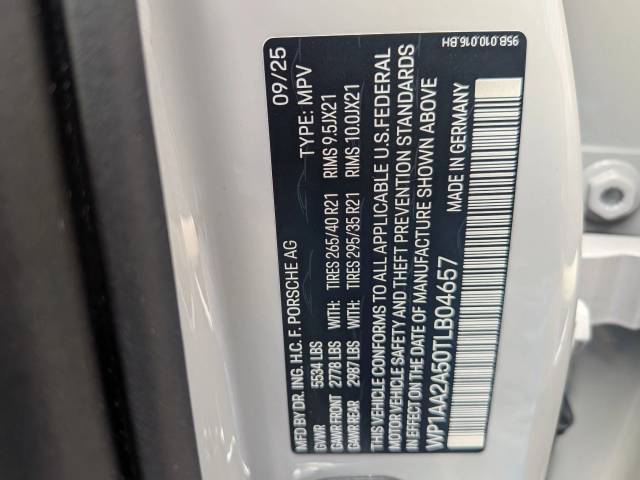 MFD BY DR. ING. H.C. F. PORSCHE AG 09/25
GVWR 5534 LBS TYPE: MPV
GAWR FRONT 2778 LBS WITH: TIRES 265/40 R21 RIMS 9.5JX21
GAWR REAR 2987 LBS WITH: TIRES 295/35 R21 RIMS 10.0JX21
THIS VEHICLE CONFORMS TO ALL APPLICABLE U.S. FEDERAL
MOTOR VEHICLE SAFETY AND THEFT PREVENTION STANDARDS
IN EFFECT ON THE DATE OF MANUFACTURE SHOWN ABOVE
WP1AA2A50TLB04657 MADE IN GERMANY
95B.010.016.BH